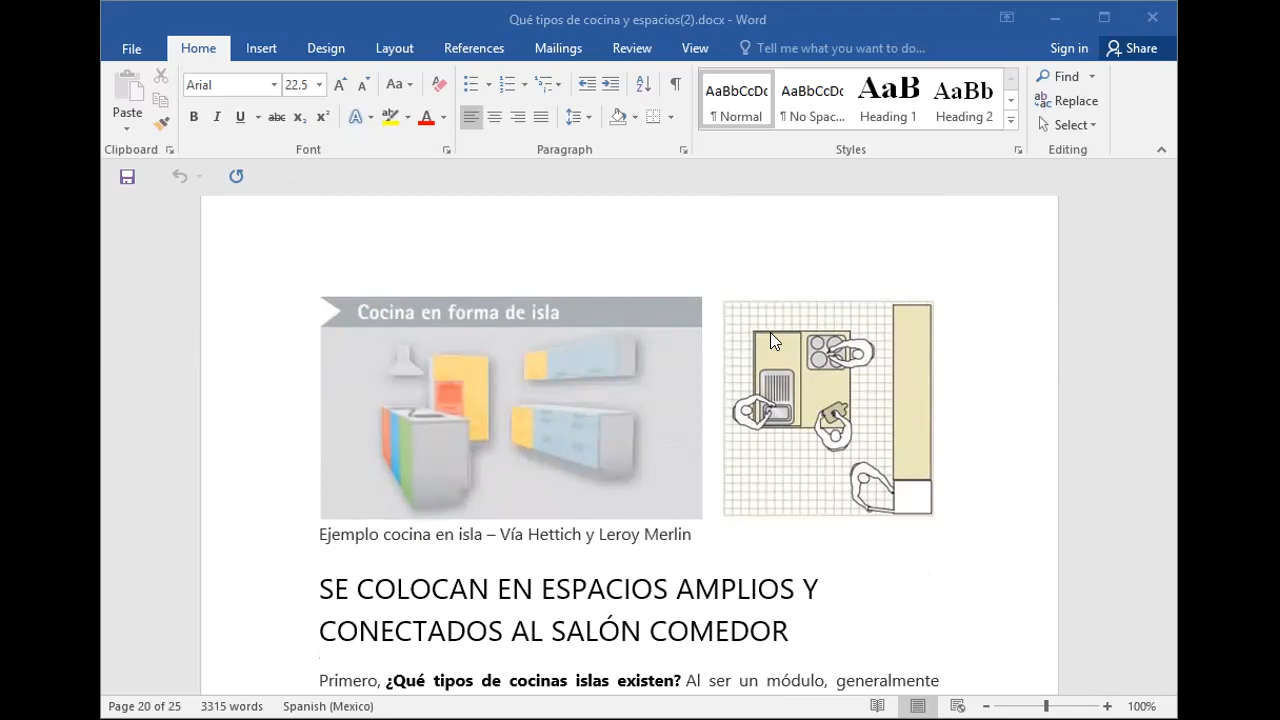 Qué tipos de cocina y espacios(2).docx - Word
File Home Insert Design Layout References Mailings Review View Tell me what you want to do... Sign in Share
Arial 22.5 Aa
AaBbCcDc AaBbCcDc AaB AaBb
Find
Replace
Select
Paste
B I U abc x₂ x² A A
¶ Normal ¶ No Spac... Heading 1 Heading 2
Clipboard Font Paragraph Styles Editing
Cocina en forma de isla
Ejemplo cocina en isla – Vía Hettich y Leroy Merlin
SE COLOCAN EN ESPACIOS AMPLIOS Y
CONECTADOS AL SALÓN COMEDOR
Primero, ¿Qué tipos de cocinas islas existen? Al ser un módulo, generalmente
Page 20 of 25 3315 words Spanish (Mexico) 100%